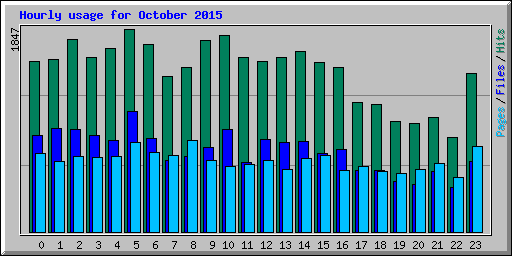 Hourly usage for October 2015
1847
Pages/Files/Hits
0 1 2 3 4 5 6 7 8 9 10 11 12 13 14 15 16 17 18 19 20 21 22 23